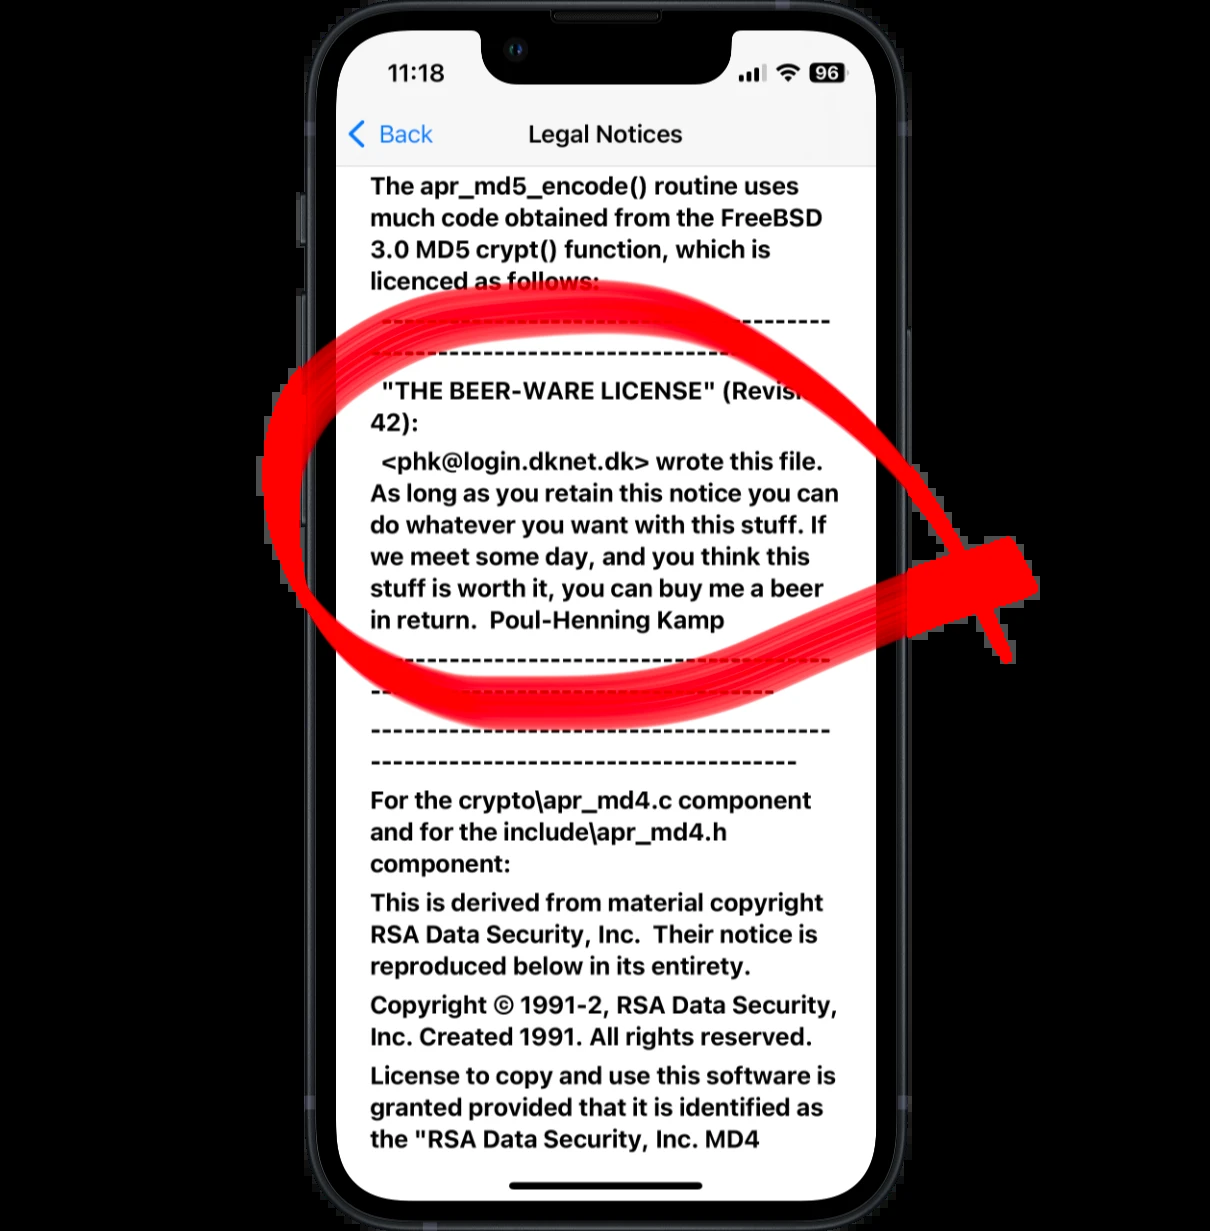 11:18
96
Back
Legal Notices
The apr_md5_encode() routine uses
much code obtained from the FreeBSD
3.0 MD5 crypt() function, which is
licenced as follows:
-----------------------------------------
--------------------------------------
"THE BEER-WARE LICENSE" (Revisi
42):
<phk@login.dknet.dk> wrote this file.
As long as you retain this notice you can
do whatever you want with this stuff. If
we meet some day, and you think this
stuff is worth it, you can buy me a beer
in return.  Poul-Henning Kamp
-----------------------------------------
------------------------------------
-----------------------------------------
--------------------------------------
For the crypto\apr_md4.c component
and for the include\apr_md4.h
component:
This is derived from material copyright
RSA Data Security, Inc.  Their notice is
reproduced below in its entirety.
Copyright © 1991-2, RSA Data Security,
Inc. Created 1991. All rights reserved.
License to copy and use this software is
granted provided that it is identified as
the "RSA Data Security, Inc. MD4